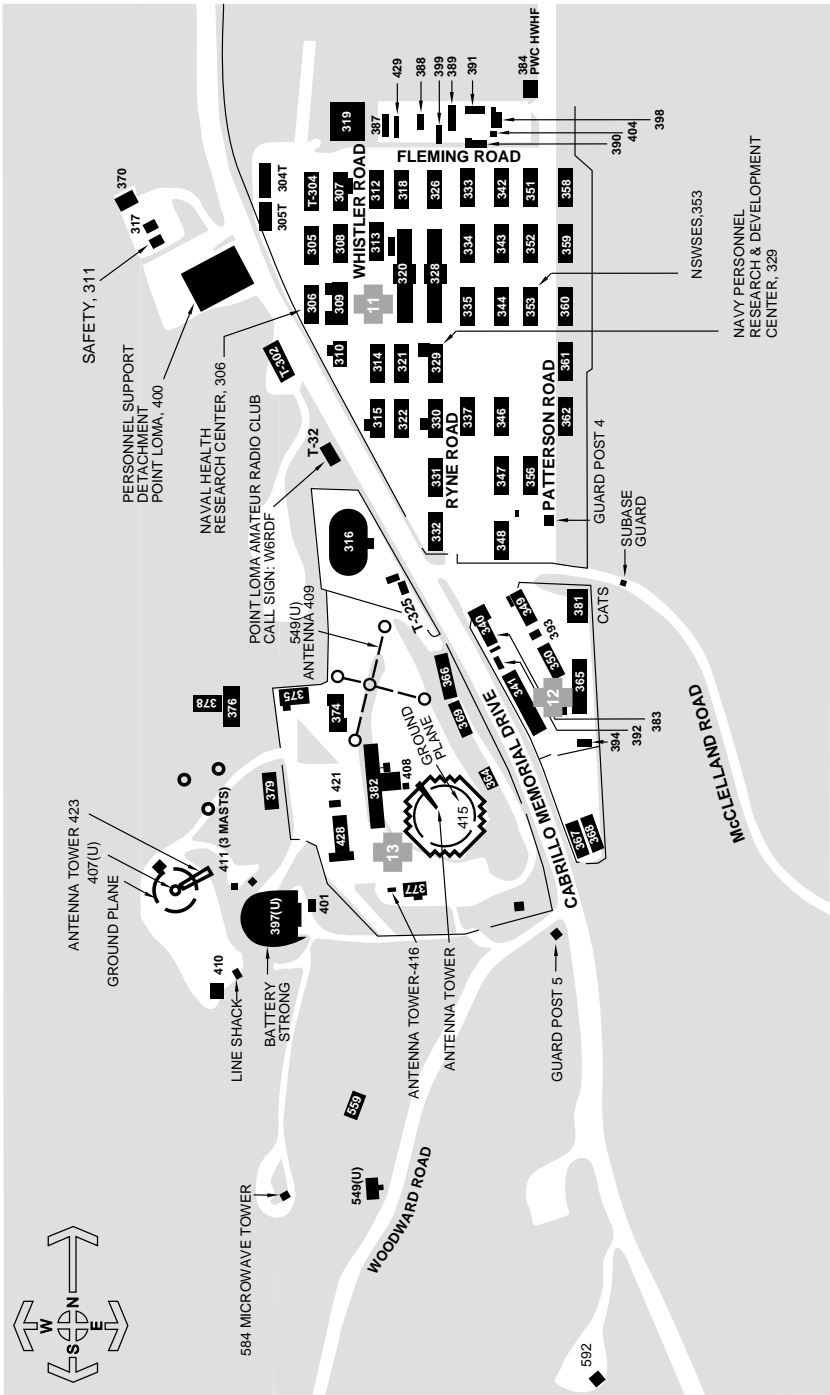 W
S
N
E
ANTENNA TOWER 423
407(U)
GROUND PLANE
LINE SHACK
410
411 (3 MASTS)
BATTERY
STRONG
397(U)
401
584 MICROWAVE TOWER
559
549(U)
WOODWARD ROAD
592
GUARD POST 5
ANTENNA TOWER-416
ANTENNA TOWER
378
376
379
375
374
421
428
382
13
377
408
GROUND
PLANE
415
364
369
366
549(U)
ANTENNA 409
T-325
316
POINT LOMA AMATEUR RADIO CLUB
CALL SIGN: W6RDF
T-32
T-302
NAVAL HEALTH
RESEARCH CENTER, 306
PERSONNEL SUPPORT
DETACHMENT
POINT LOMA, 400
SAFETY, 311
317
370
305T
304T
306
305
T-304
309
308
307
319
WHISTLER ROAD
11
310
313
312
387
429
388
399
389
391
384
PWC HWHF
390
404
398
FLEMING ROAD
315
314
320
318
322
321
328
326
332
331
330
329
RYNE ROAD
337
335
334
333
348
347
346
344
343
342
356
353
352
351
PATTERSON ROAD
362
361
360
359
358
GUARD POST 4
NSWSES,353
NAVY PERSONNEL
RESEARCH & DEVELOPMENT
CENTER, 329
CABRILLO MEMORIAL DRIVE
340
341
349
393
350
12
365
381
CATS
SUBASE
GUARD
367
368
394
392
383
McCLELLAND ROAD